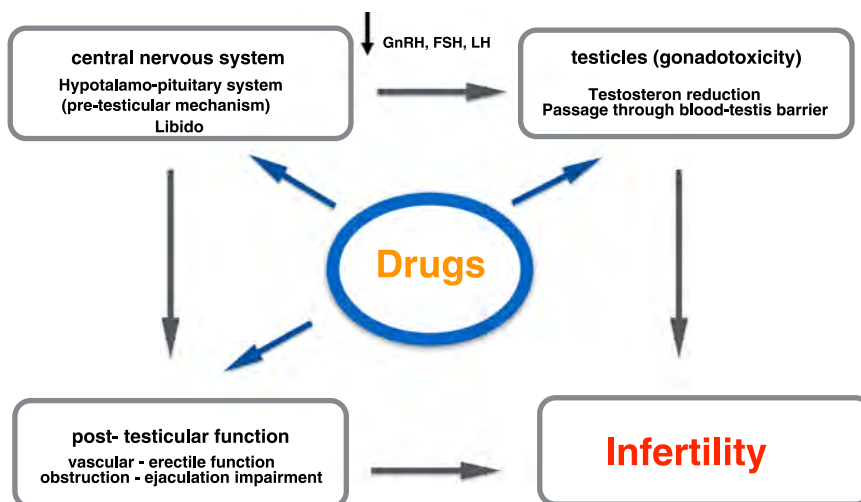 central nervous system
Hypotalamo-pituitary system
(pre-testicular mechanism)
Libido
GnRH, FSH, LH
testicles (gonadotoxicity)
Testosteron reduction
Passage through blood-testis barrier
Drugs
post- testicular function
vascular - erectile function
obstruction - ejaculation impairment
Infertility